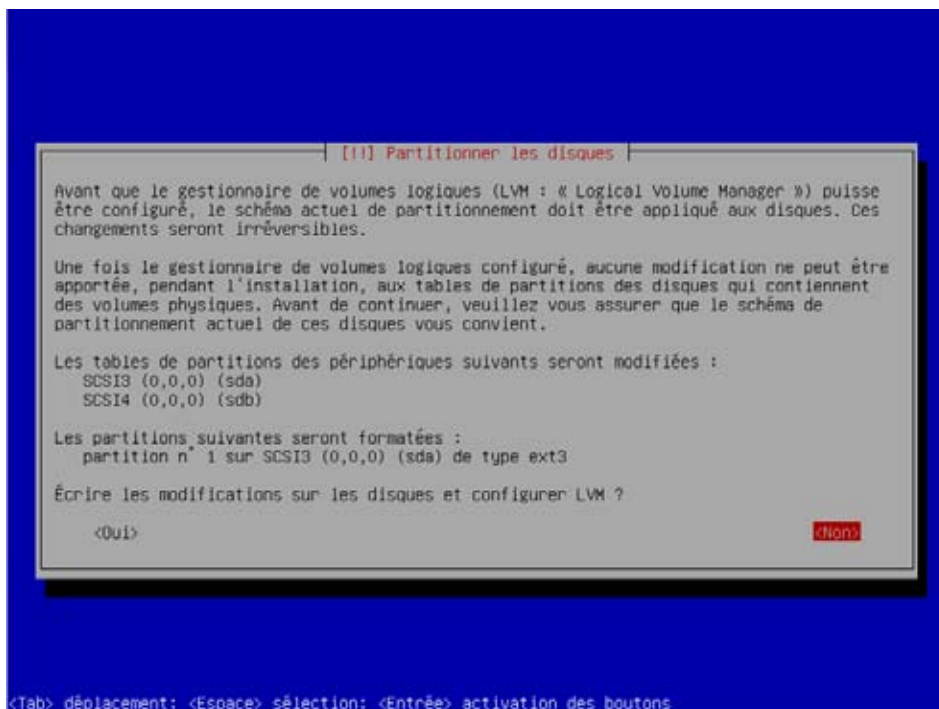 [!!] Partitionner les disques
Avant que le gestionnaire de volumes logiques (LVM : « Logical Volume Manager ») puisse
être configuré, le schéma actuel de partitionnement doit être appliqué aux disques. Ces
changements seront irréversibles.
Une fois le gestionnaire de volumes logiques configuré, aucune modification ne peut être
apportée, pendant l'installation, aux tables de partitions des disques qui contiennent
des volumes physiques. Avant de continuer, veuillez vous assurer que le schéma de
partitionnement actuel de ces disques vous convient.
Les tables de partitions des périphériques suivants seront modifiées :
SCSI3 (0,0,0) (sda)
SCSI4 (0,0,0) (sdb)
Les partitions suivantes seront formatées :
partition n° 1 sur SCSI3 (0,0,0) (sda) de type ext3
Écrire les modifications sur les disques et configurer LVM ?
<Oui> <Non>
<Tab> déplacement; <Espace> sélection; <Entrée> activation des boutons